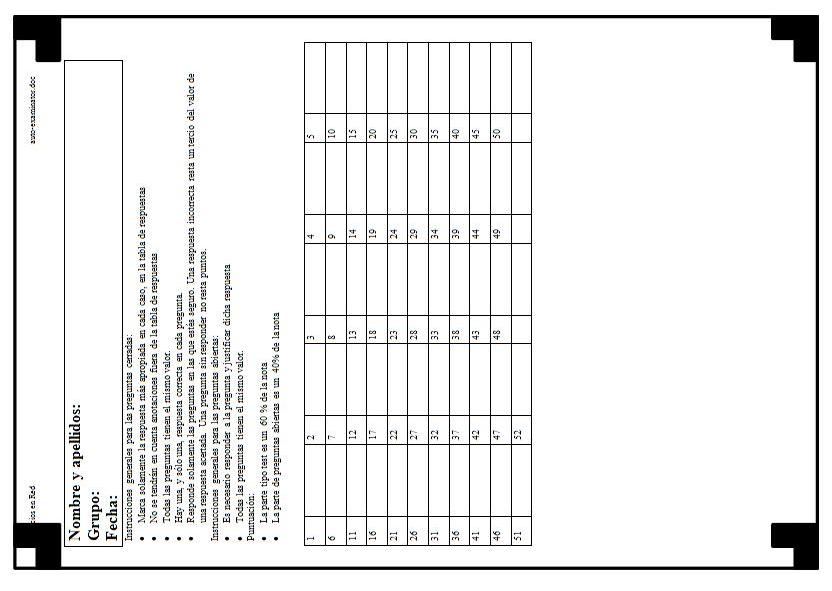 cios en Red auto-examinator.doc
Nombre y apellidos:
Grupo:
Fecha:
Instrucciones generales para las preguntas cerradas:
• Marca solamente la respuesta más apropiada en cada caso, en la tabla de respuestas
• No se tendrán en cuenta anotaciones fuera de la tabla de respuestas
• Todas las preguntas tienen el mismo valor.
• Hay una, y sólo una, respuesta correcta en cada pregunta.
• Responde solamente las preguntas en las que estés seguro. Una respuesta incorrecta resta un tercio del valor de
una respuesta acertada. Una pregunta sin responder no resta puntos.
Instrucciones generales para las preguntas abiertas:
• Es necesario responder a la pregunta y justificar dicha respuesta
• Todas las preguntas tienen el mismo valor.
Puntuación:
• La parte tipo test es un 60 % de la nota
• La parte de preguntas abiertas es un 40% de la nota
1 2 3 4 5
6 7 8 9 10
11 12 13 14 15
16 17 18 19 20
21 22 23 24 25
26 27 28 29 30
31 32 33 34 35
36 37 38 39 40
41 42 43 44 45
46 47 48 49 50
51 52